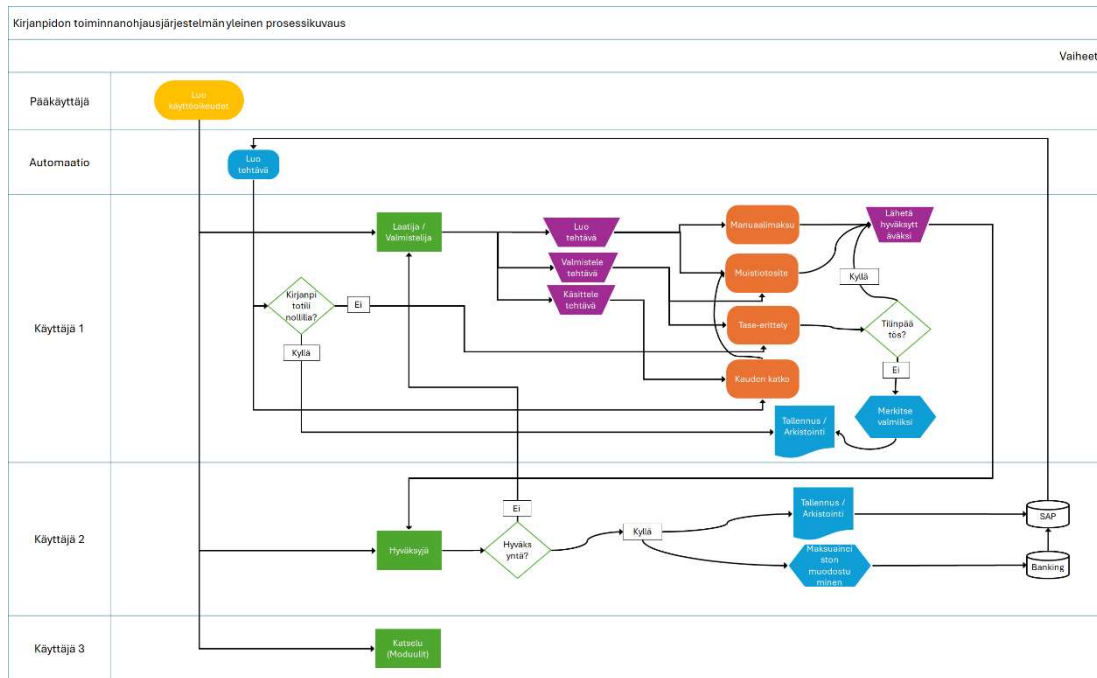 Kirjanpidon toiminnanohjausjärjestelmän yleinen prosessikuvaus
Vaiheet
Pääkäyttäjä
Luo
käyttöoikeudet
Automaatio
Luo
tehtävä
Käyttäjä 1
Laatija /
Valmistelija
Luo
tehtävä
Valmistele
tehtävä
Käsittele
tehtävä
Manuaalimaksu
Muistiotosite
Tase-erittely
Kauden katko
Lähetä
hyväksytt
äväksi
Kyllä
Kirjanpi
totili
nollilla?
Ei
Kyllä
Tilinpää
tös?
Ei
Merkitse
valmiiksi
Tallennus /
Arkistointi
Käyttäjä 2
Hyväksyjä
Ei
Hyväks
yntä?
Kyllä
Tallennus /
Arkistointi
Maksuainei
ston
muodostu
minen
SAP
Banking
Käyttäjä 3
Katselu
(Moduulit)